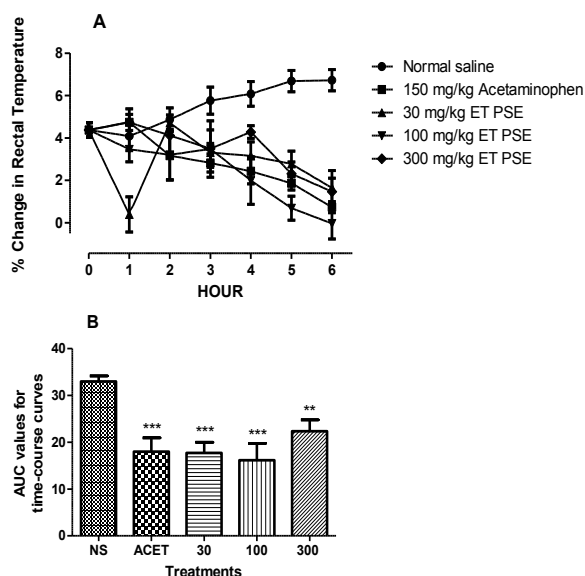 A
% Change in Rectal Temperature
8
6
4
2
0
0 1 2 3 4 5 6
HOUR
Normal saline
150 mg/kg Acetaminophen
30 mg/kg ET PSE
100 mg/kg ET PSE
300 mg/kg ET PSE
B
AUC values for
time-course curves
40
30
20
10
0
*** *** *** **
NS ACET 30 100 300
Treatments